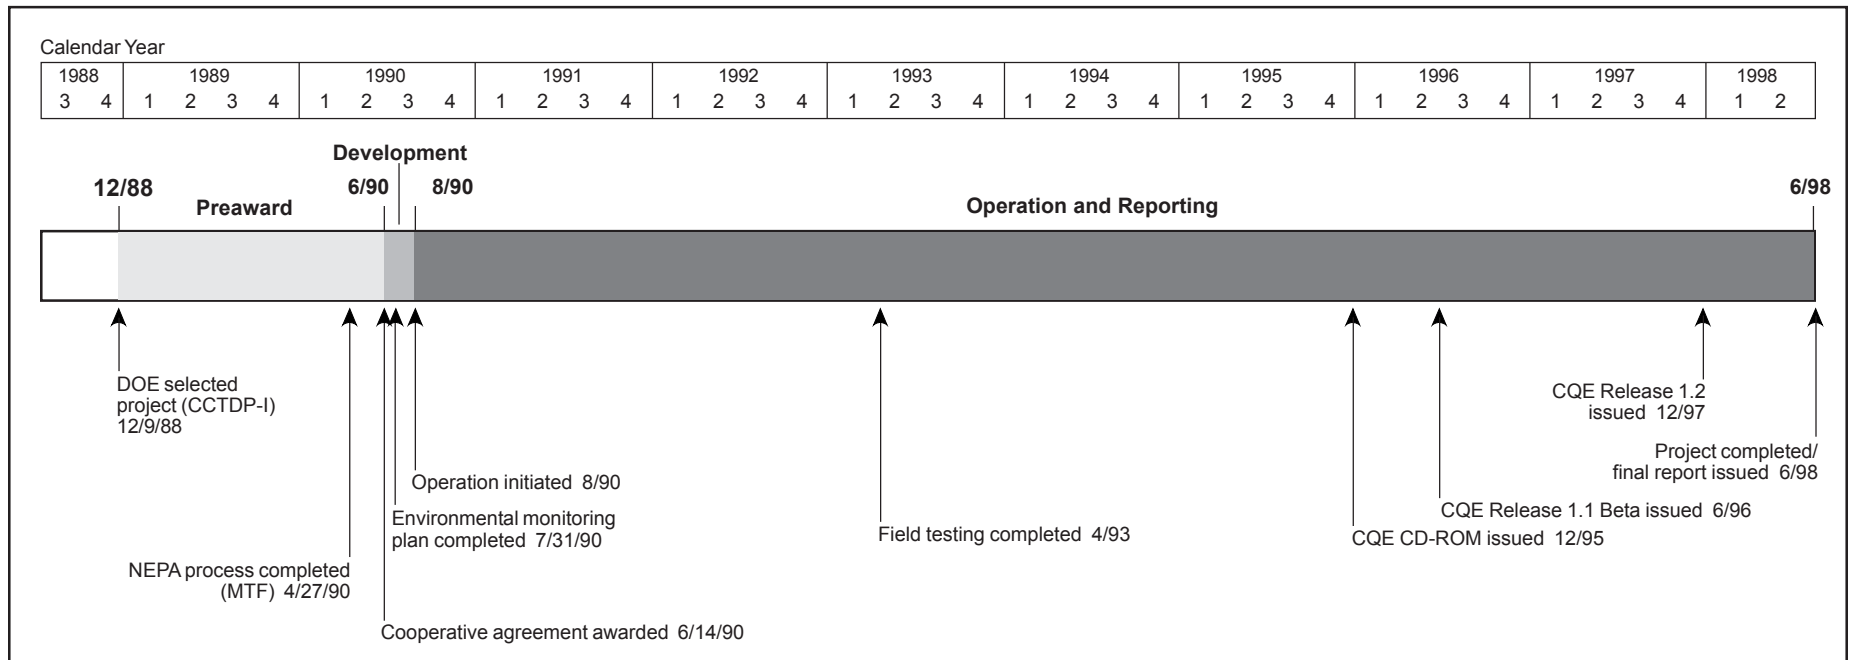 Calendar Year
1988 1989 1990 1991 1992 1993 1994 1995 1996 1997 1998
3 4 1 2 3 4 1 2 3 4 1 2 3 4 1 2 3 4 1 2 3 4 1 2 3 4 1 2 3 4 1 2 3 4 1 2 3 4 1 2
Development
12/88 6/90 8/90 6/98
Preaward Operation and Reporting
DOE selected
project (CCTDP-I)
12/9/88
CQE Release 1.2
issued 12/97
Project completed/
final report issued 6/98
Operation initiated 8/90
Environmental monitoring
plan completed 7/31/90
CQE Release 1.1 Beta issued 6/96
Field testing completed 4/93
CQE CD-ROM issued 12/95
NEPA process completed
(MTF) 4/27/90
Cooperative agreement awarded 6/14/90